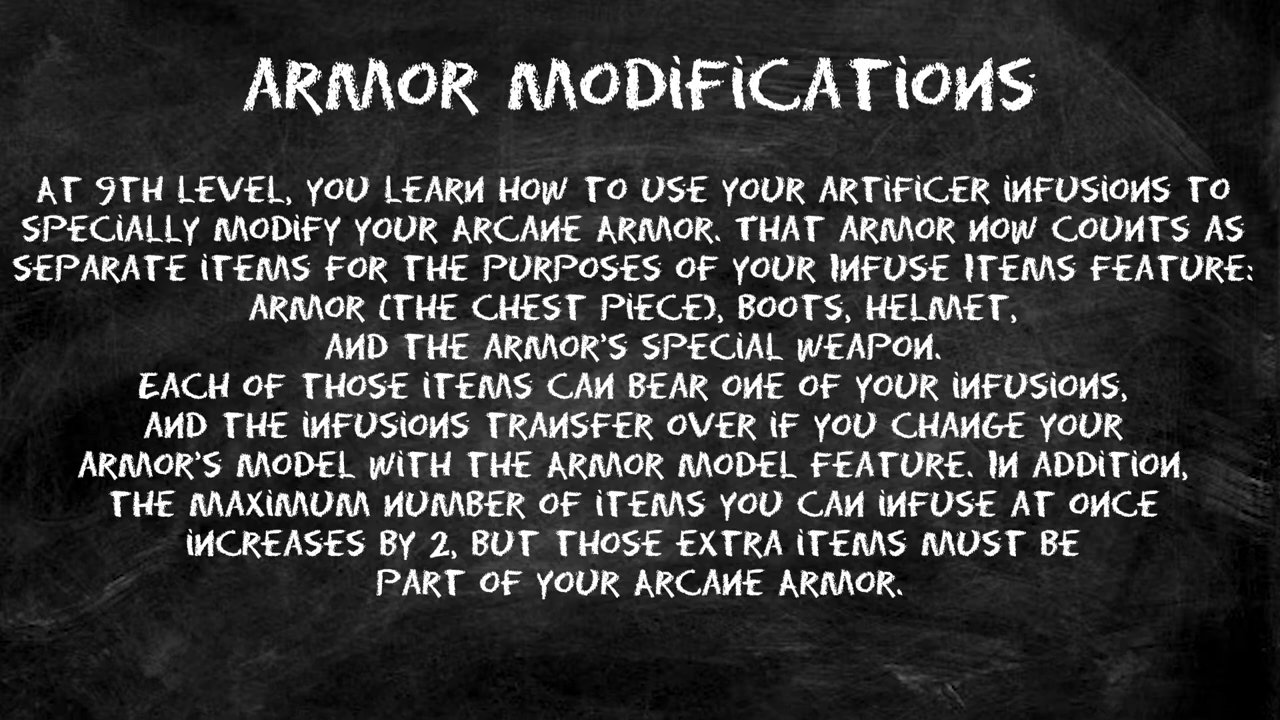 ARMOR MODIFICATIONS
AT 9TH LEVEL, YOU LEARN HOW TO USE YOUR ARTIFICER INFUSIONS TO
SPECIALLY MODIFY YOUR ARCANE ARMOR. THAT ARMOR NOW COUNTS AS
SEPARATE ITEMS FOR THE PURPOSES OF YOUR INFUSE ITEMS FEATURE:
ARMOR (THE CHEST PIECE), BOOTS, HELMET,
AND THE ARMOR'S SPECIAL WEAPON.
EACH OF THOSE ITEMS CAN BEAR ONE OF YOUR INFUSIONS,
AND THE INFUSIONS TRANSFER OVER IF YOU CHANGE YOUR
ARMOR'S MODEL WITH THE ARMOR MODEL FEATURE. IN ADDITION,
THE MAXIMUM NUMBER OF ITEMS YOU CAN INFUSE AT ONCE
INCREASES BY 2, BUT THOSE EXTRA ITEMS MUST BE
PART OF YOUR ARCANE ARMOR.